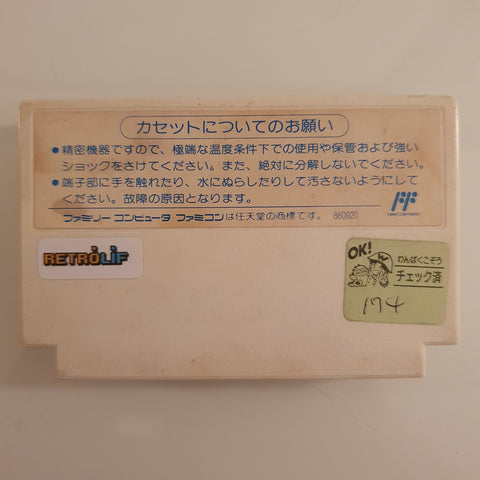 カセットについてのお願い
●精密機器ですので、極端な温度条件下での使用や保管および強い
ショックをさけてください。また、絶対に分解しないでください。
●端子部に手を触れたり、水にぬらしたりして汚さないようにして
ください。故障の原因となります。
ファミリーコンピュータ・ファミコンは任天堂の商標です。 880920
RETROLIF
OK!
わんぱくこぞう
チェック済
174